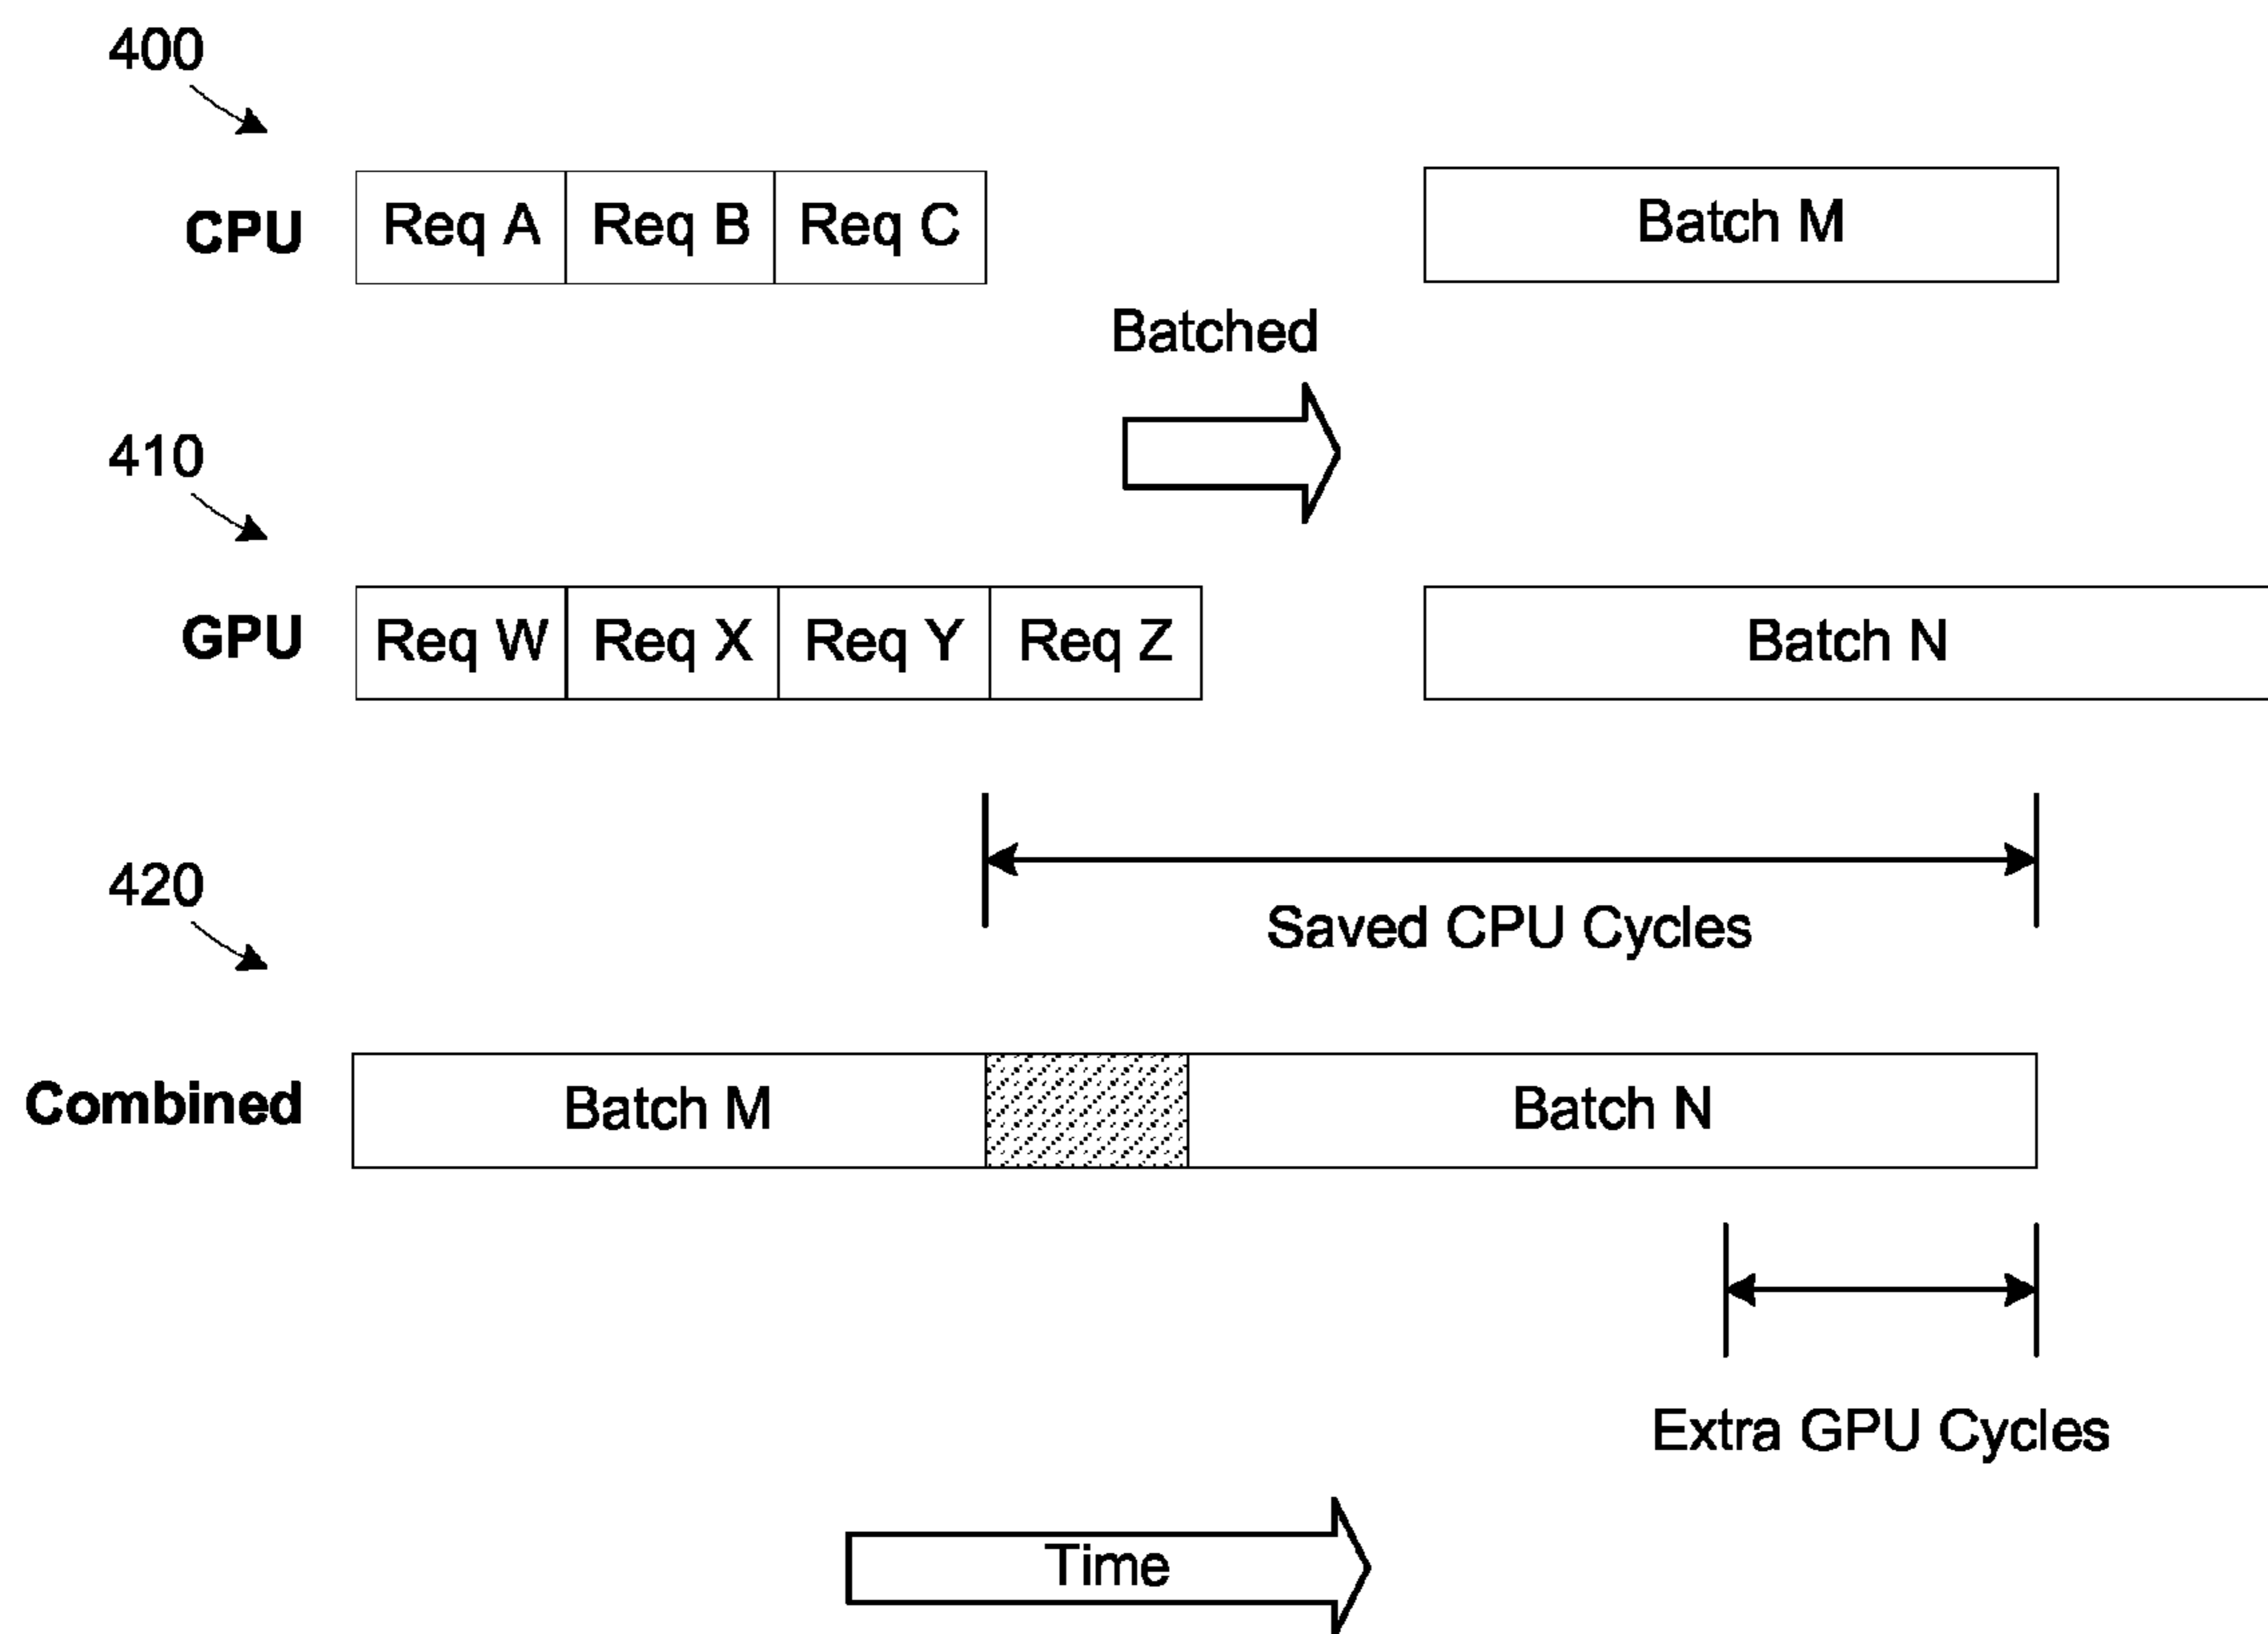 400
CPU
Req A Req B Req C
Batch M
Batched
410
GPU
Req W Req X Req Y Req Z
Batch N
420
Saved CPU Cycles
Combined
Batch M
Batch N
Extra GPU Cycles
Time